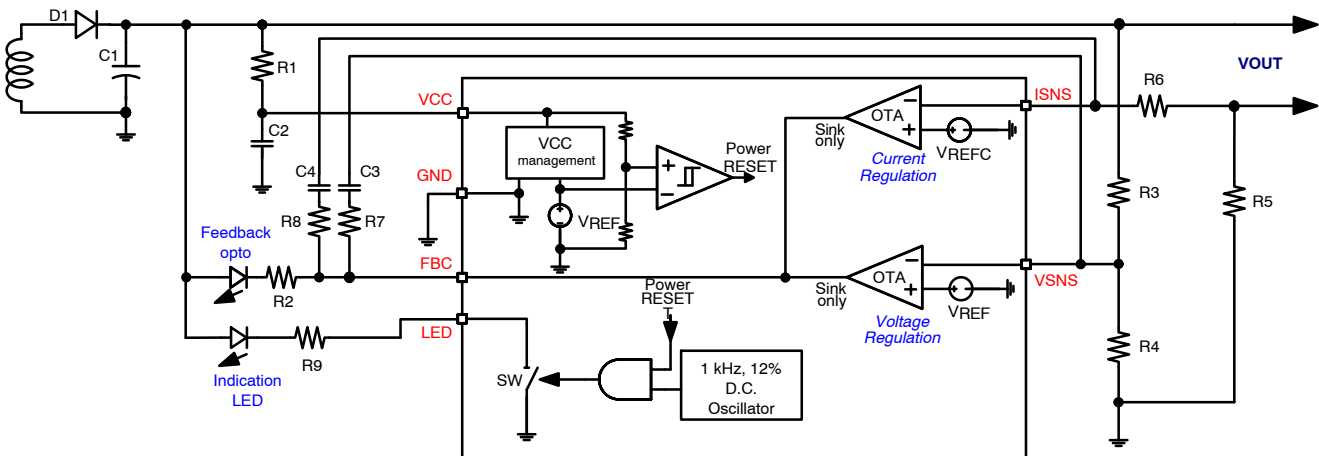 D1
C1
R1
VOUT
R6
ISNS
VCC
C2
OTA
Sink
only
VREFC
Current
Regulation
VCC
management
Power
RESET
C4
C3
GND
VREF
R8
R7
R3
R5
Feedback
opto
FBC
R2
OTA
Sink
only
VSNS
VREF
Voltage
Regulation
Power
RESET
T
LED
R9
Indication
LED
SW
1 kHz, 12%
D.C.
Oscillator
R4